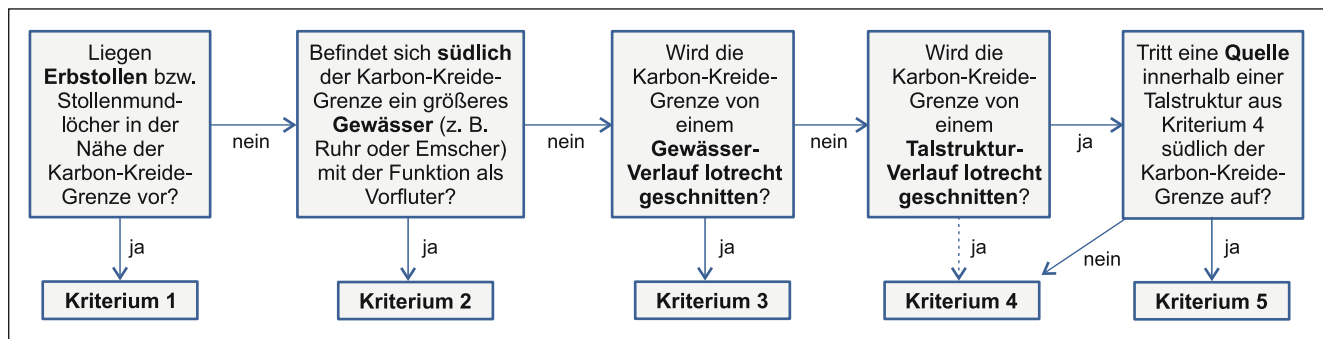 Liegen
Erbstollen bzw.
Stollenmund-
löcher in der
Nähe der
Karbon-Kreide-
Grenze vor?
nein
Befindet sich südlich
der Karbon-Kreide-
Grenze ein größeres
Gewässer (z. B.
Ruhr oder Emscher)
mit der Funktion als
Vorfluter?
nein
Wird die
Karbon-Kreide-
Grenze von
einem
Gewässer-
Verlauf lotrecht
geschnitten?
nein
Wird die
Karbon-Kreide-
Grenze von
einem
Talstruktur-
Verlauf lotrecht
geschnitten?
ja
Tritt eine Quelle
innerhalb einer
Talstruktur aus
Kriterium 4
südlich der
Karbon-Kreide-
Grenze auf?
ja
ja
ja
ja
nein
ja
Kriterium 1
Kriterium 2
Kriterium 3
Kriterium 4
Kriterium 5